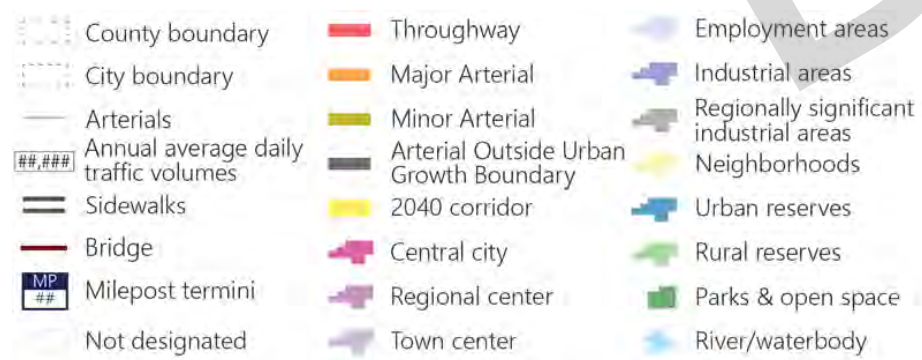 County boundary
City boundary
Arterials
##,###
Annual average daily
traffic volumes
Sidewalks
Bridge
MP
##
Milepost termini
Not designated
Throughway
Major Arterial
Minor Arterial
Arterial Outside Urban
Growth Boundary
2040 corridor
Central city
Regional center
Town center
Employment areas
Industrial areas
Regionally significant
industrial areas
Neighborhoods
Urban reserves
Rural reserves
Parks & open space
River/waterbody